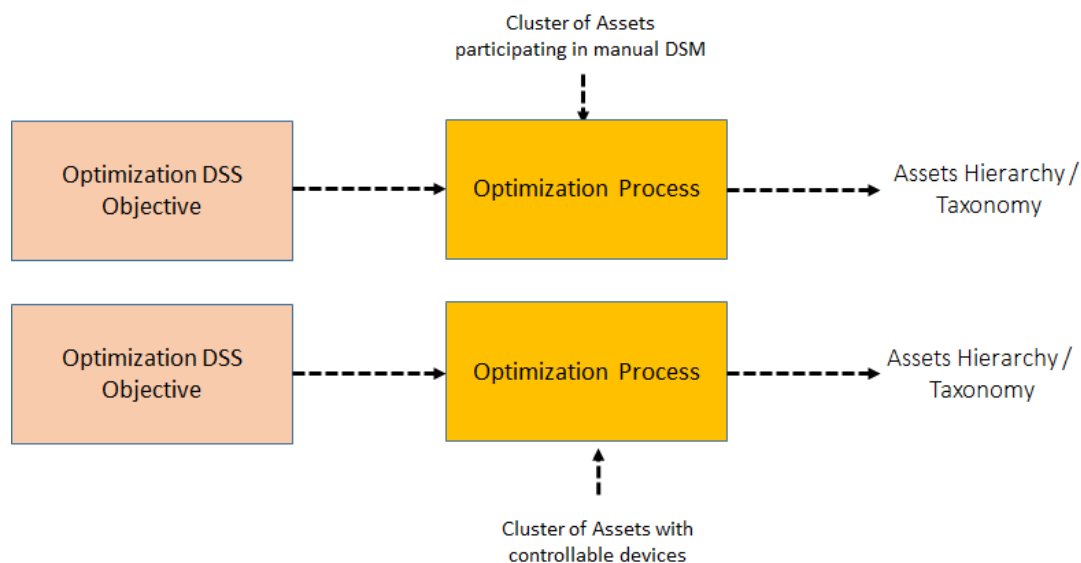 Cluster of Assets
participating in manual DSM
Optimization DSS
Objective
Optimization Process
Assets Hierarchy /
Taxonomy
Optimization DSS
Objective
Optimization Process
Assets Hierarchy /
Taxonomy
Cluster of Assets with
controllable devices